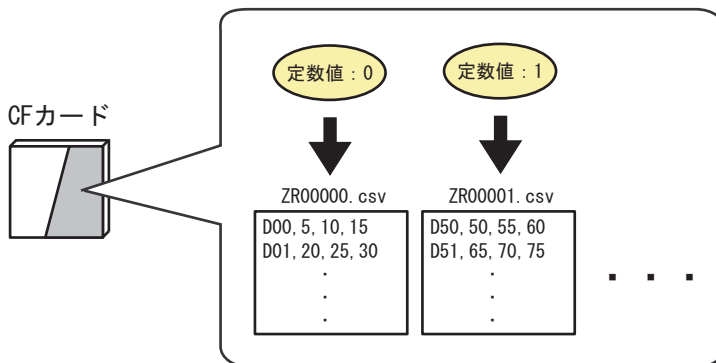 CFカード
定数値：0
定数値：1
ZR00000.csv
ZR00001.csv
D00, 5, 10, 15
D01, 20, 25, 30
D50, 50, 55, 60
D51, 65, 70, 75